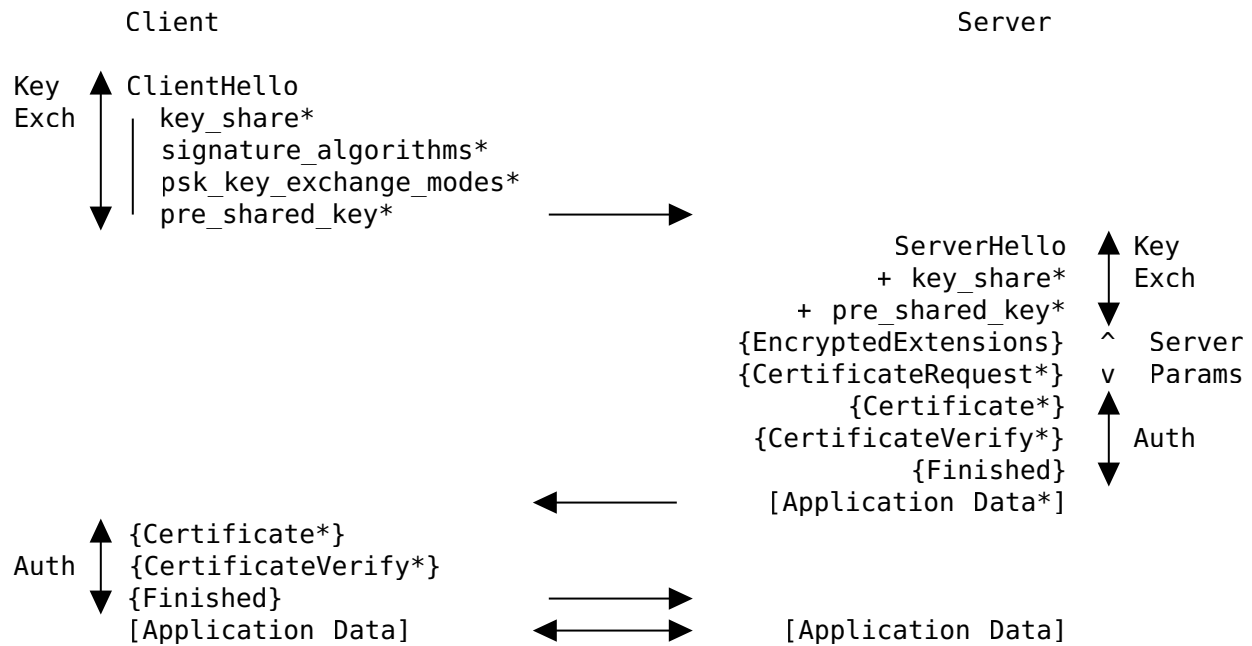 Client Server
Key ClientHello
Exch key_share*
signature_algorithms*
psk_key_exchange_modes*
pre_shared_key*
ServerHello Key
+ key_share* Exch
+ pre_shared_key*
{EncryptedExtensions} ^ Server
{CertificateRequest*} v Params
{Certificate*}
{CertificateVerify*} Auth
{Finished}
[Application Data*]
{Certificate*}
Auth {CertificateVerify*}
{Finished}
[Application Data] [Application Data]